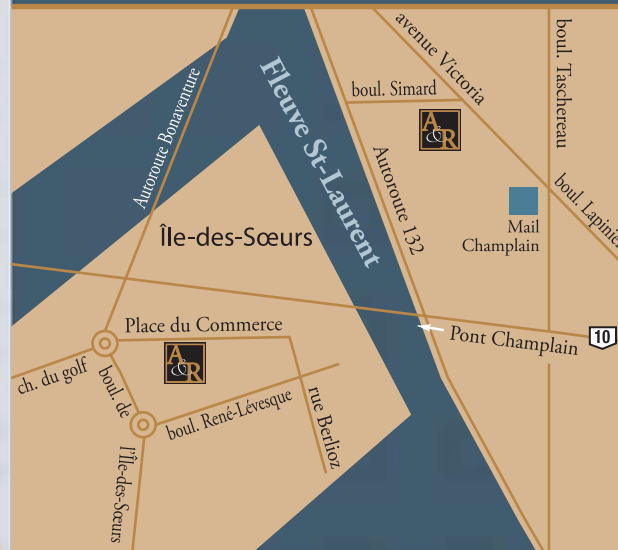 avenue Victoria
boul. Taschereau
boul. Simard
A&R
Autoroute Bonaventure
Fleuve St-Laurent
Autoroute 132
boul.
Mail
Champlain
Île-des-Sœurs
Place du Commerce
Pont Champlain
10
A&R
ch. du golf
boul. de
l'Île-des-Sœurs
boul. René-Lévesque
rue Berlioz